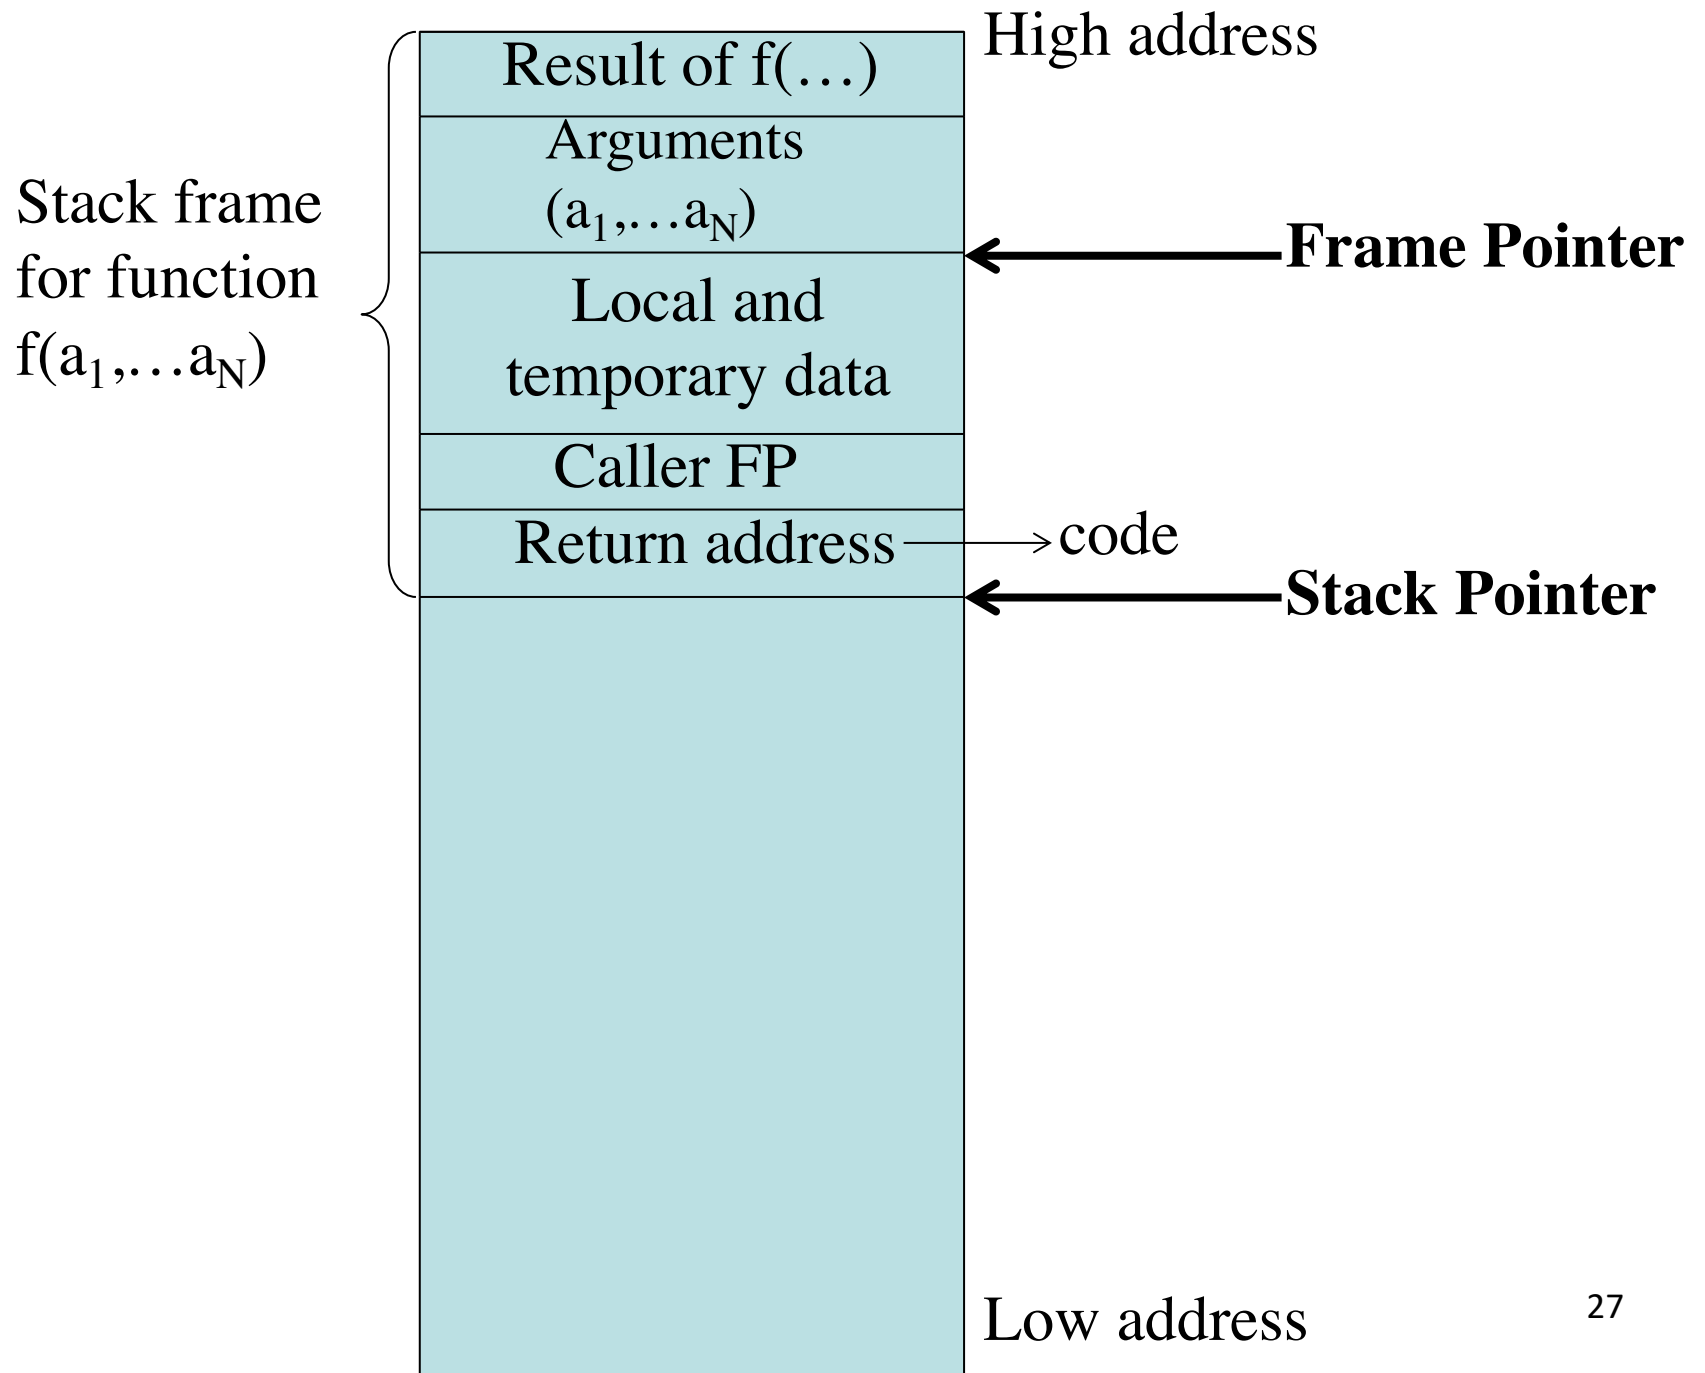 High address
Result of f(…)
Arguments
(a₁,…aN)
Stack frame
for function
f(a₁,…aN)
Frame Pointer
Local and
temporary data
Caller FP
Return address
code
Stack Pointer
Low address
27